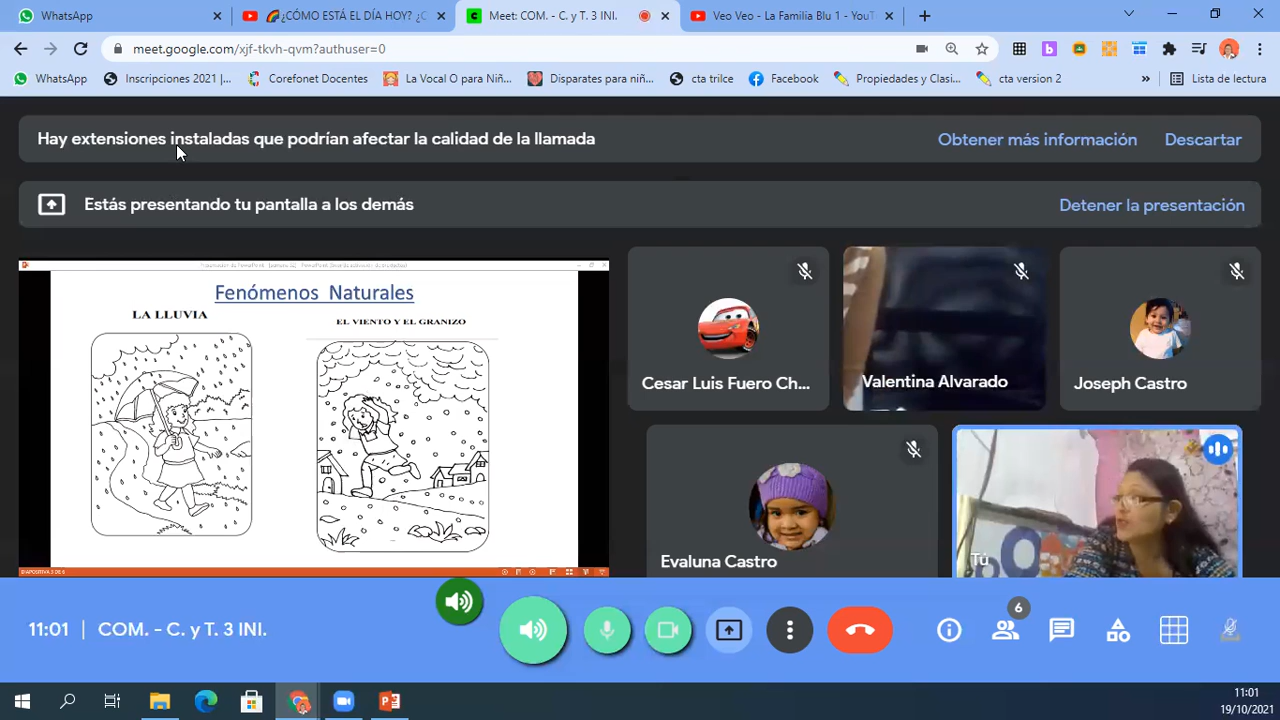 WhatsApp
🌈¿CÓMO ESTÁ EL DÍA HOY? ¿C
Meet: COM. - C. y T. 3 INI.
Veo Veo - La Familia Blu 1 - YouT
meet.google.com/xjf-tkvh-qvm?authuser=0
WhatsApp
Inscripciones 2021 |...
Corefonet Docentes
La Vocal O para Niñ...
Disparates para niñ...
cta trilce
Facebook
Propiedades y Clasi...
cta version 2
Lista de lectura
Hay extensiones instaladas que podrían afectar la calidad de la llamada
Obtener más información
Descartar
Estás presentando tu pantalla a los demás
Detener la presentación
Fenómenos Naturales
LA LLUVIA
EL VIENTO Y EL GRANIZO
DIAPOSITIVA 3 DE 6
Cesar Luis Fuero Ch...
Valentina Alvarado
Joseph Castro
Evaluna Castro
Tú
11:01 | COM. - C. y T. 3 INI.
6
11:01
19/10/2021